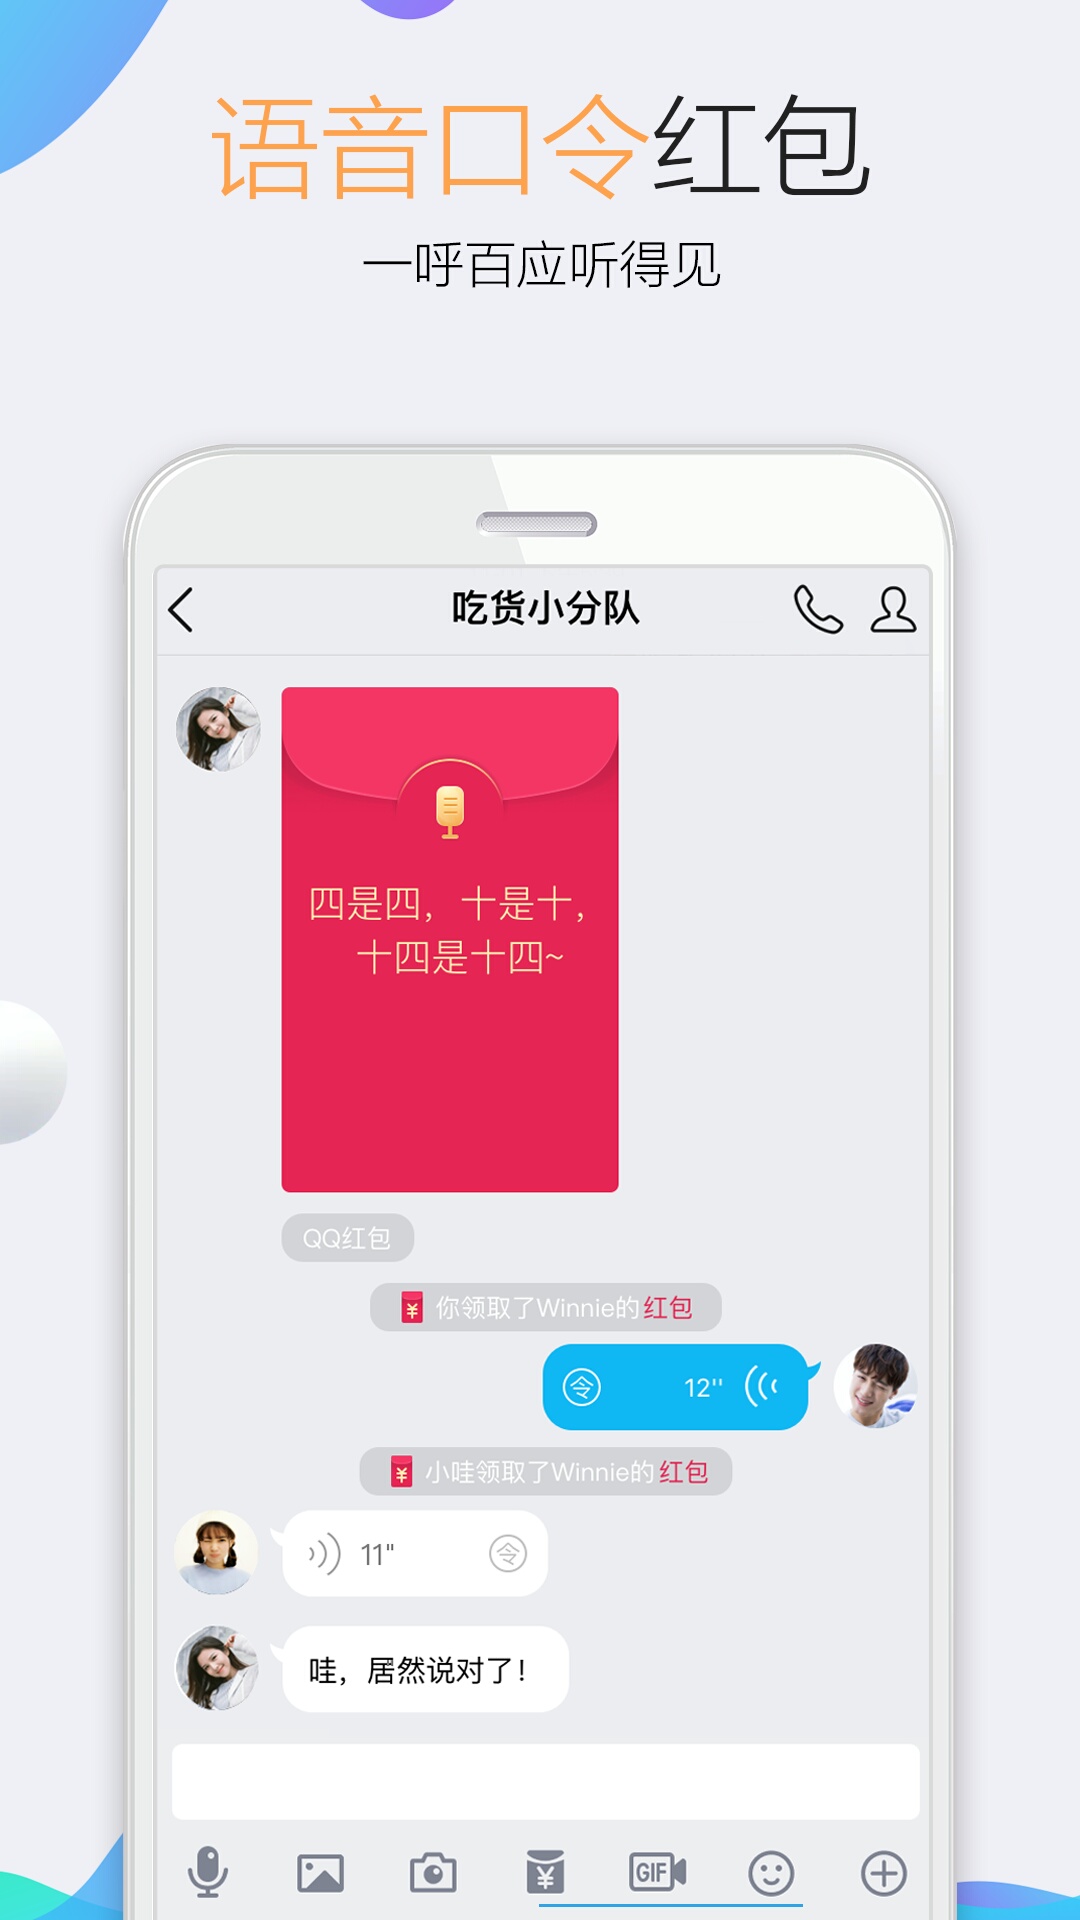 语音口令红包
一呼百应听得见
吃货小分队
四是四，十是十，
十四是十四~
QQ红包
¥ 你领取了Winnie的红包
令 12''
¥ 小哇领取了Winnie的红包
11" 令
哇，居然说对了！
¥ GIF